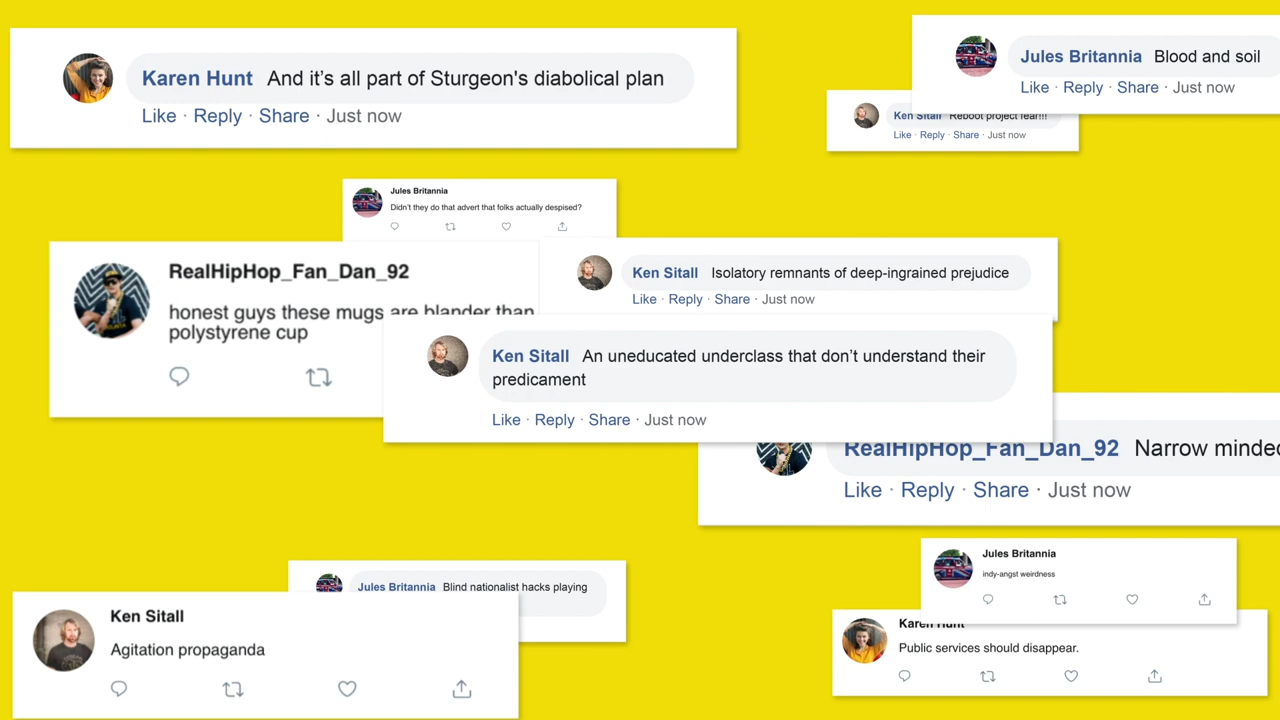 Karen Hunt And it’s all part of Sturgeon's diabolical plan
Like · Reply · Share · Just now
Jules Britannia Blood and soil
Like · Reply · Share · Just now
Ken Sitall Reboot project fear!!!
Like · Reply · Share · Just now
Jules Britannia
Didn’t they do that advert that folks actually despised?
RealHipHop_Fan_Dan_92
honest guys these mugs are blander than
polystyrene cup
Ken Sitall Isolatory remnants of deep-ingrained prejudice
Like · Reply · Share · Just now
Ken Sitall An uneducated underclass that don’t understand their
predicament
Like · Reply · Share · Just now
RealHipHop_Fan_Dan_92 Narrow minded
Like · Reply · Share · Just now
Jules Britannia
indy-angst weirdness
Jules Britannia Blind nationalist hacks playing
Ken Sitall
Agitation propaganda
Karen Hunt
Public services should disappear.